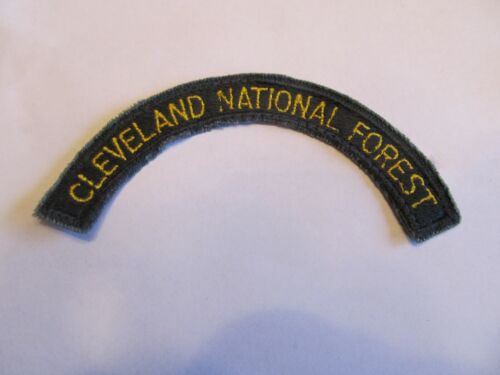 CLEVELAND NATIONAL FOREST